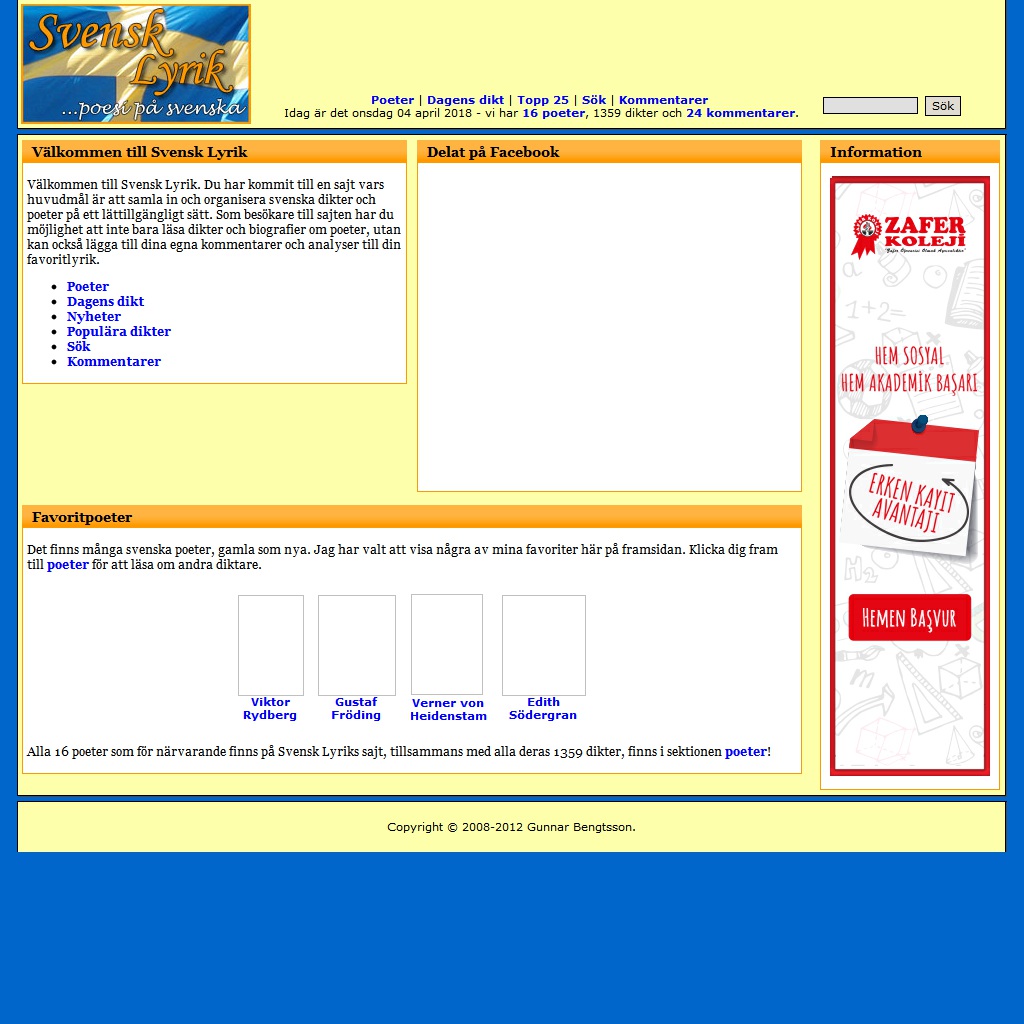 Svensk
Lyrik
...poesi på svenska
Poeter | Dagens dikt | Topp 25 | Sök | Kommentarer
Idag är det onsdag 04 april 2018 - vi har 16 poeter, 1359 dikter och 24 kommentarer.
Sök
Välkommen till Svensk Lyrik
Välkommen till Svensk Lyrik. Du har kommit till en sajt vars
huvudmål är att samla in och organisera svenska dikter och
poeter på ett lättillgängligt sätt. Som besökare till sajten har du
möjlighet att inte bara läsa dikter och biografier om poeter, utan
kan också lägga till dina egna kommentarer och analyser till din
favoritlyrik.
Poeter
Dagens dikt
Nyheter
Populära dikter
Sök
Kommentarer
Delat på Facebook
Favoritpoeter
Det finns många svenska poeter, gamla som nya. Jag har valt att visa några av mina favoriter här på framsidan. Klicka dig fram
till poeter för att läsa om andra diktare.
Viktor
Rydberg
Gustaf
Fröding
Verner von
Heidenstam
Edith
Södergran
Alla 16 poeter som för närvarande finns på Svensk Lyriks sajt, tillsammans med alla deras 1359 dikter, finns i sektionen poeter!
Information
ZAFER
KOLEJİ
HEM SOSYAL
HEM AKADEMİK BAŞARI
ERKEN KAYIT
AVANTAJI
HEMEN BAŞVUR
Copyright © 2008-2012 Gunnar Bengtsson.